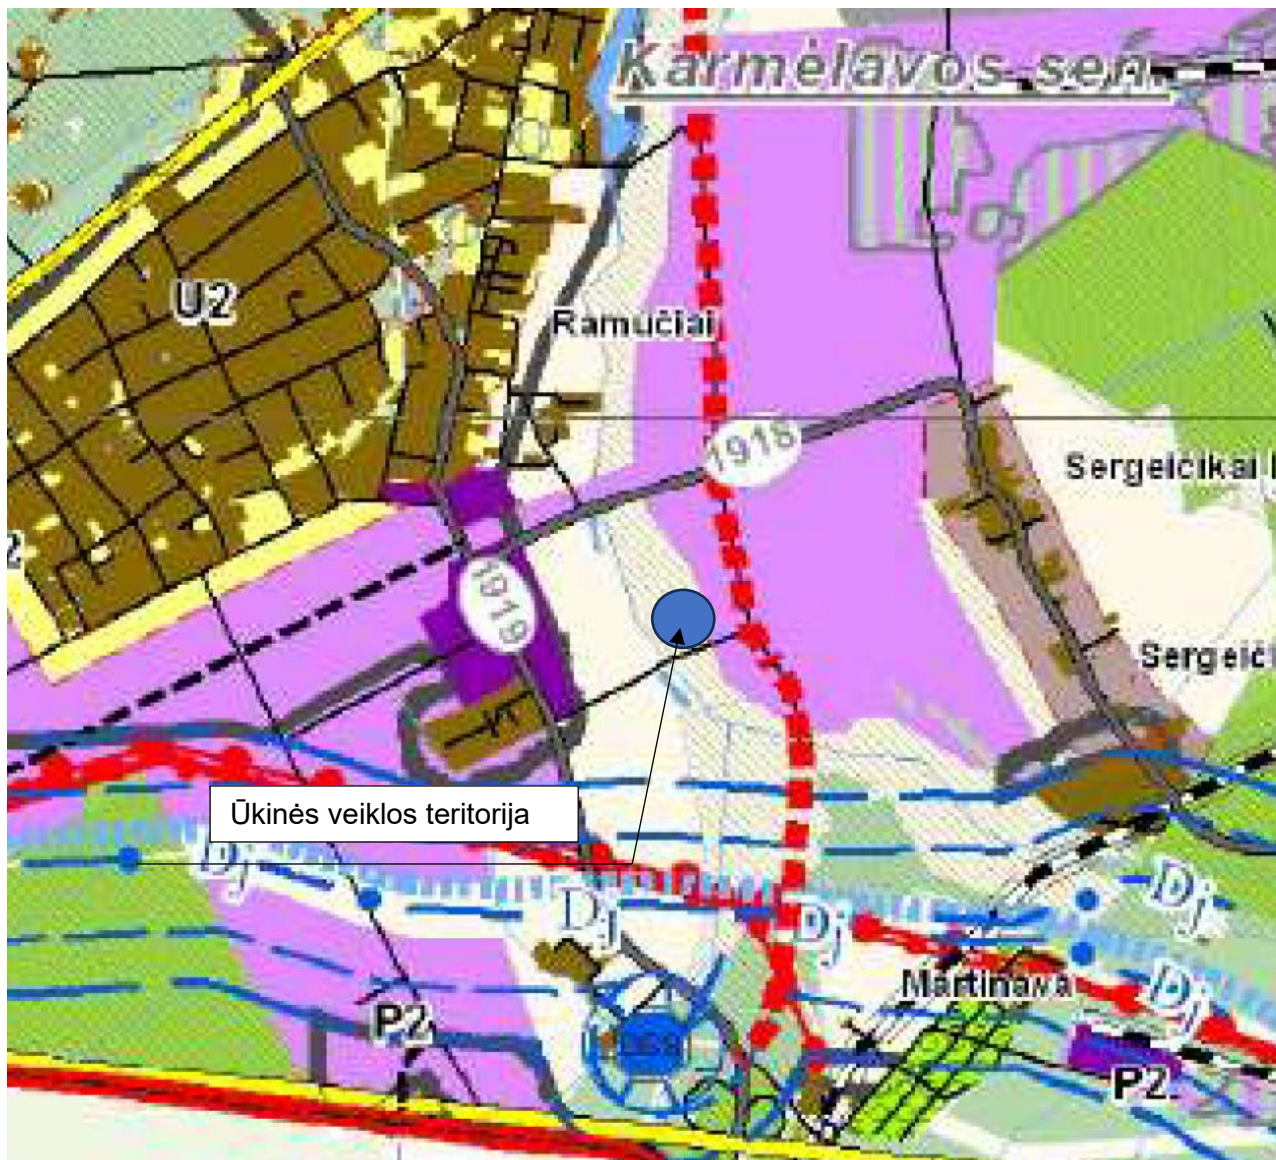 Karmėlavos sen.
U2
Ramučiai
1918
Sergeičikai
1919
Sergeič
Ūkinės veiklos teritorija
Dj
Dj
Dj
Dj
Dj
Martinava
P2
P2